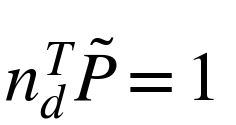 $n_d^T \tilde{P} = 1$